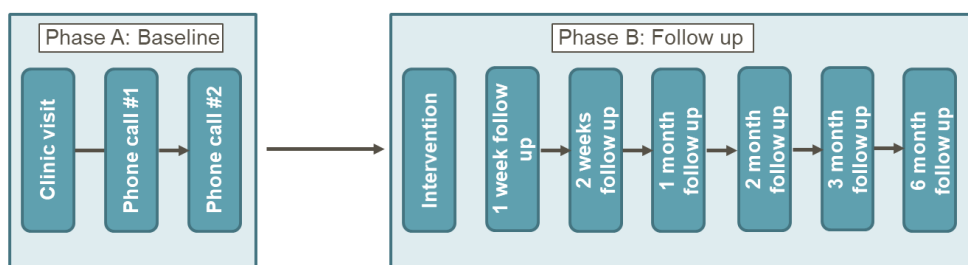 Phase A: Baseline
Clinic visit
Phone call #1
Phone call #2
Phase B: Follow up
Intervention
1 week follow
up
2 weeks
follow up
1 month
follow up
2 month
follow up
3 month
follow up
6 month
follow up